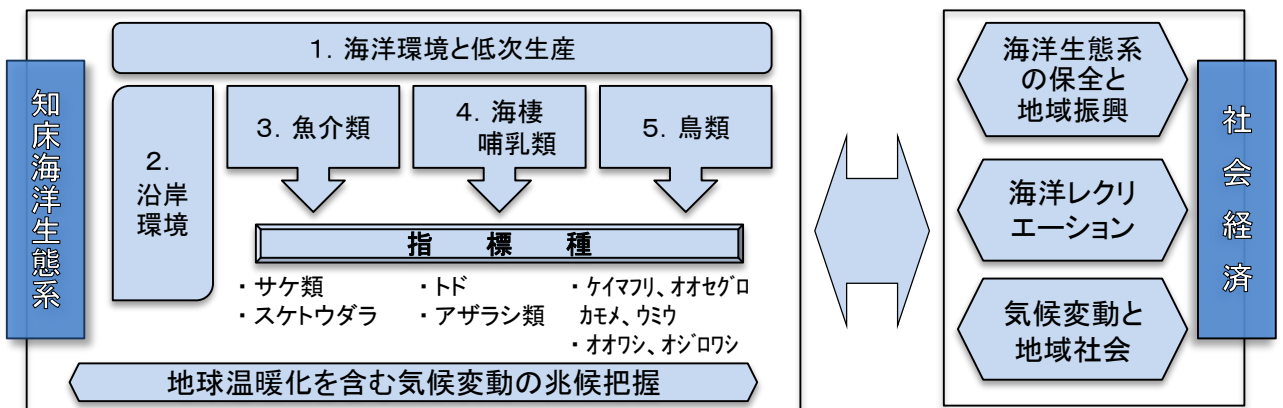 知床海洋生態系
1. 海洋環境と低次生産
2.
沿岸
環境
3. 魚介類
4. 海棲
哺乳類
5. 鳥類
指 標 種
・サケ類
・スケトウダラ
・トド
・アザラシ類
・ケイマフリ、オオセグロ
カモメ、ウミウ
・オオワシ、オジロワシ
地球温暖化を含む気候変動の兆候把握
海洋生態系
の保全と
地域振興
海洋レクリ
エーション
気候変動と
地域社会
社会経済